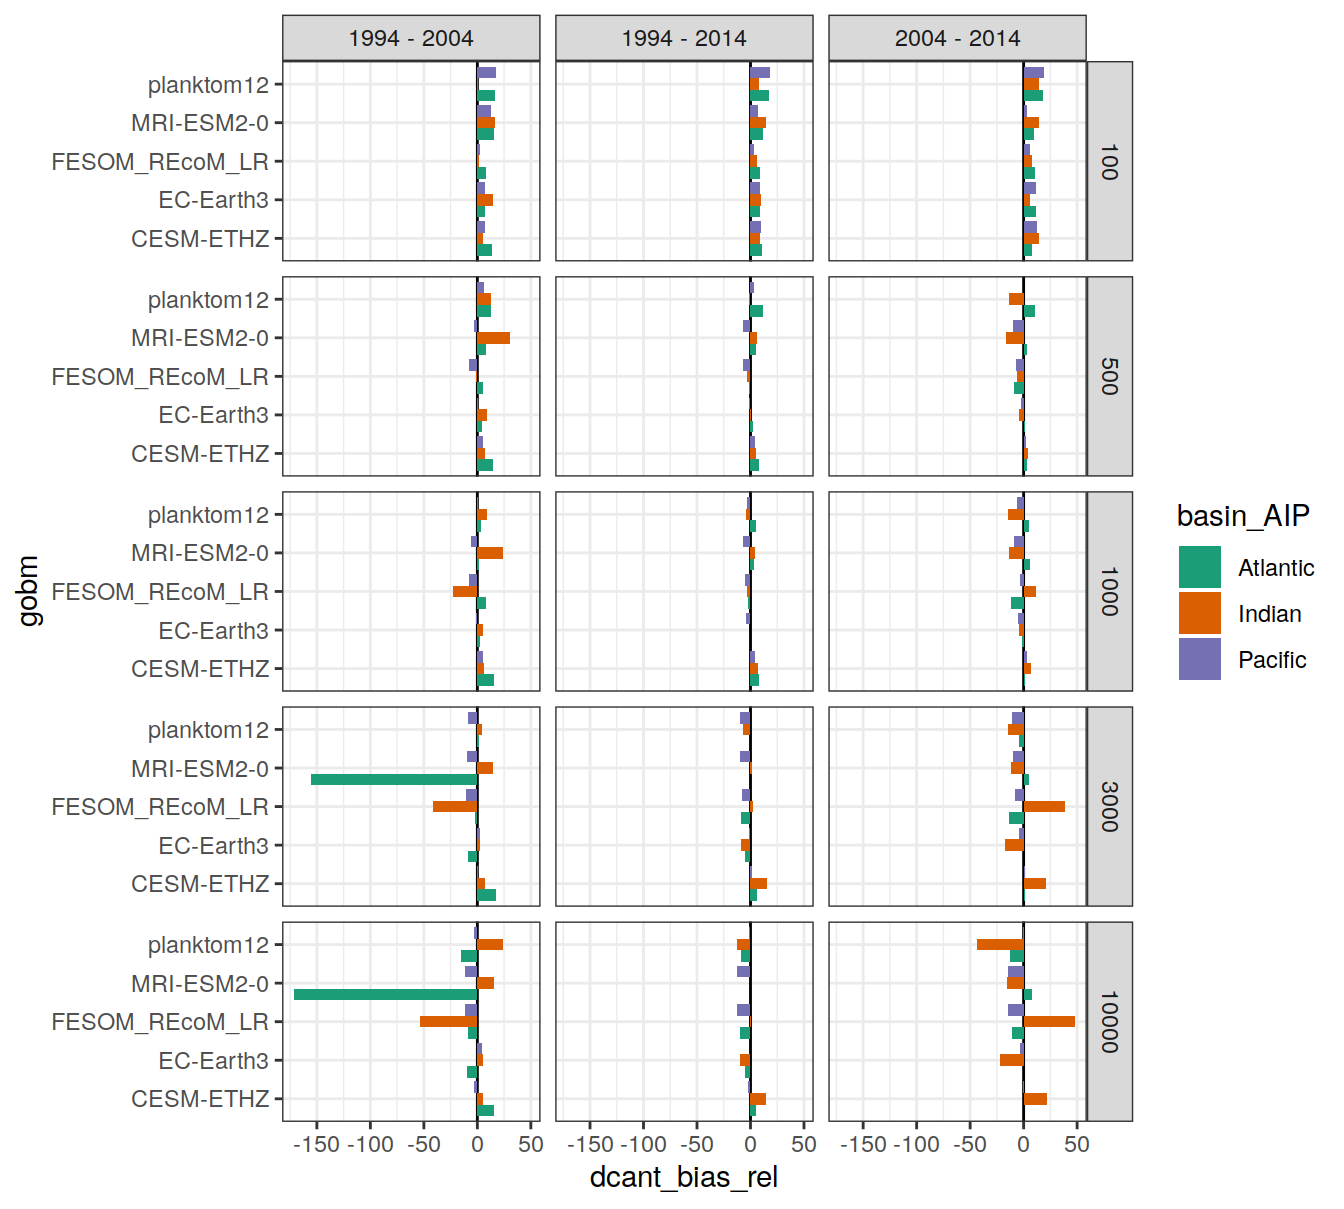 1994 - 2004
1994 - 2014
2004 - 2014
planktom12
MRI-ESM2-0
FESOM_REcoM_LR
EC-Earth3
CESM-ETHZ
100
planktom12
MRI-ESM2-0
FESOM_REcoM_LR
EC-Earth3
CESM-ETHZ
500
planktom12
MRI-ESM2-0
FESOM_REcoM_LR
EC-Earth3
CESM-ETHZ
1000
planktom12
MRI-ESM2-0
FESOM_REcoM_LR
EC-Earth3
CESM-ETHZ
3000
planktom12
MRI-ESM2-0
FESOM_REcoM_LR
EC-Earth3
CESM-ETHZ
10000
-150 -100 -50 0 50
-150 -100 -50 0 50
-150 -100 -50 0 50
dcant_bias_rel
gobm
basin_AIP
Atlantic
Indian
Pacific